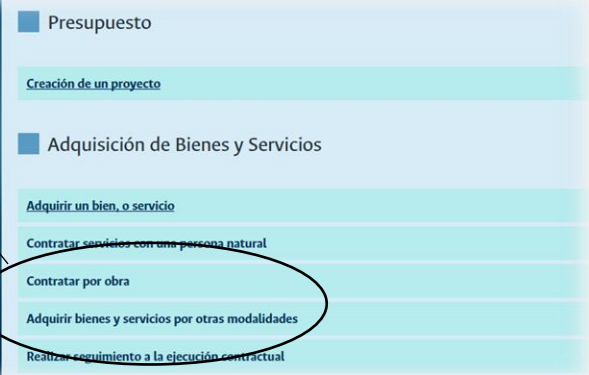 Presupuesto
Creación de un proyecto
Adquisición de Bienes y Servicios
Adquirir un bien, o servicio
Contratar servicios con una persona natural
Contratar por obra
Adquirir bienes y servicios por otras modalidades
Realizar seguimiento a la ejecución contractual